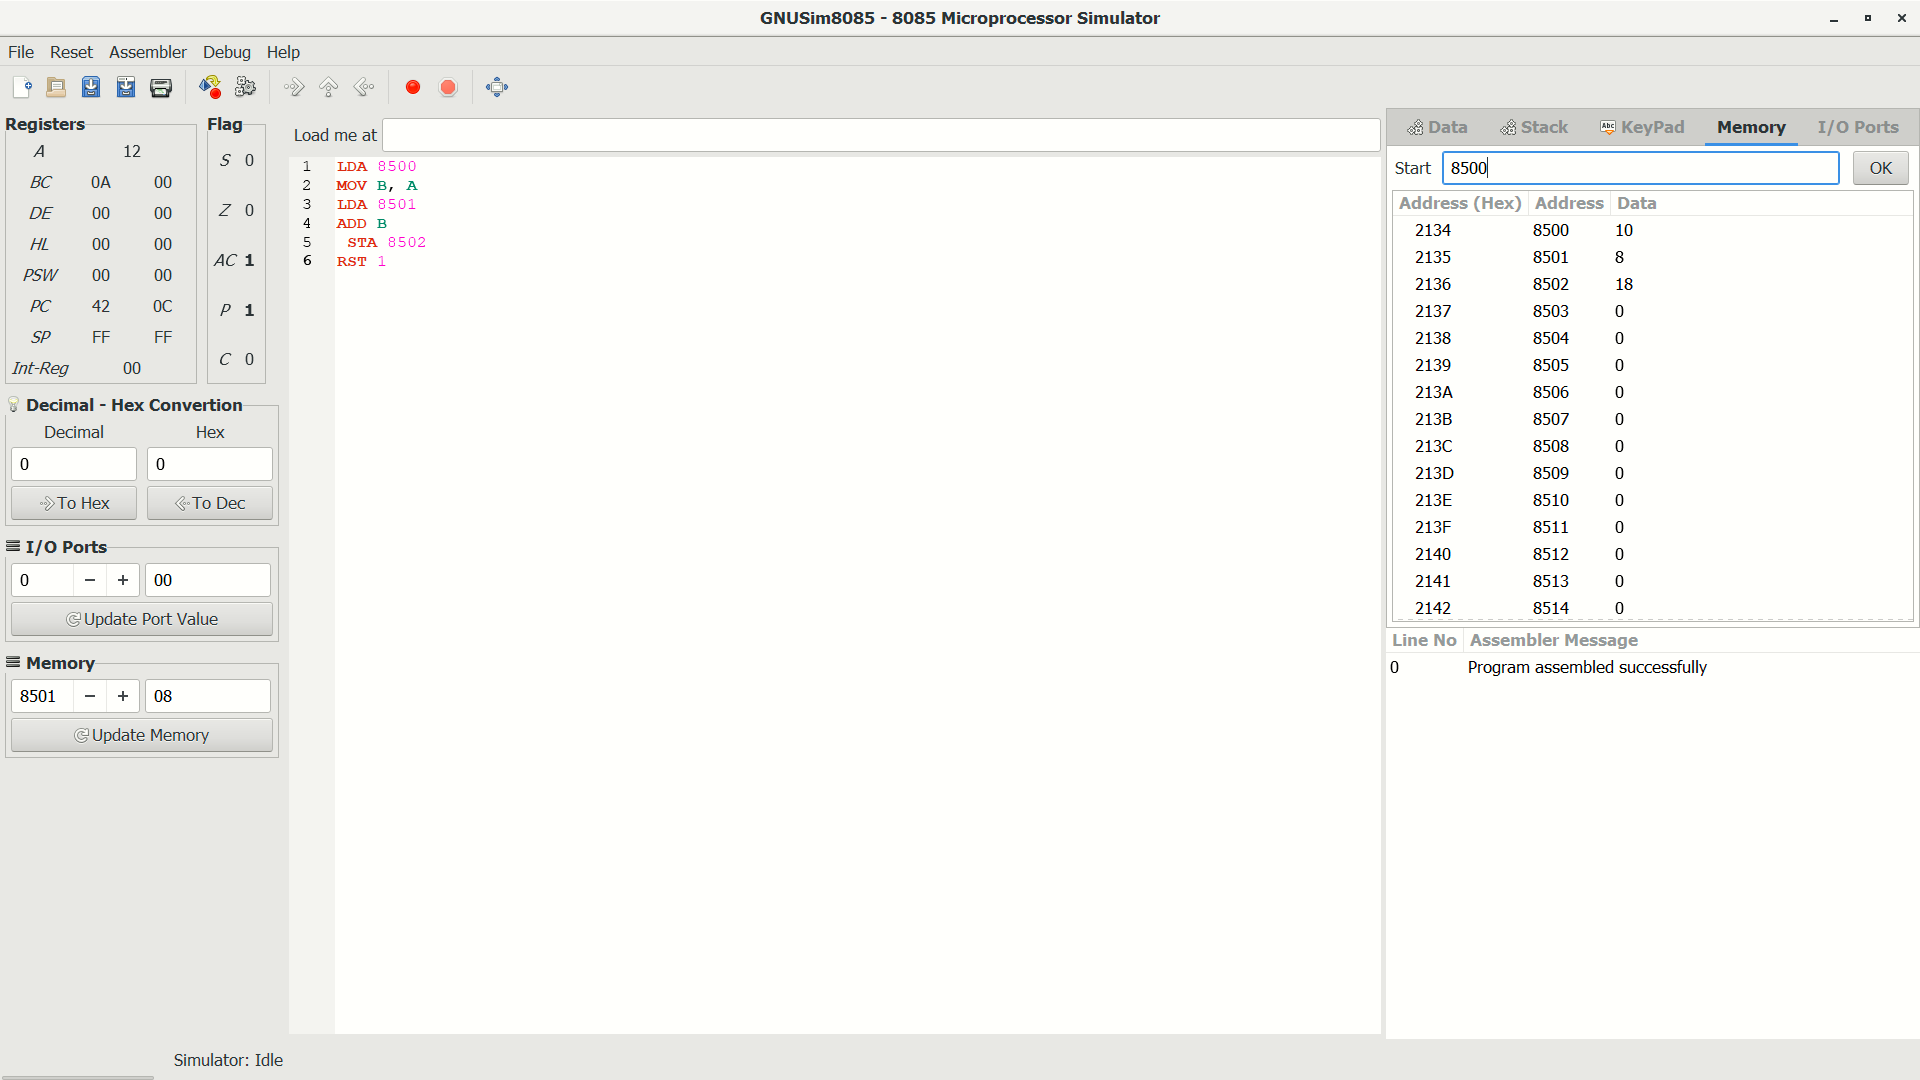 GNUSim8085 - 8085 Microprocessor Simulator
File Reset Assembler Debug Help
Registers
A 12
BC 0A 00
DE 00 00
HL 00 00
PSW 00 00
PC 42 0C
SP FF FF
Int-Reg 00
Flag
S 0
Z 0
AC 1
P 1
C 0
Decimal - Hex Convertion
Decimal Hex
0 0
To Hex To Dec
I/O Ports
0 − + 00
Update Port Value
Memory
8501 − + 08
Update Memory
Load me at
1 LDA 8500
2 MOV B, A
3 LDA 8501
4 ADD B
5 STA 8502
6 RST 1
Data Stack Abc KeyPad Memory I/O Ports
Start 8500 OK
Address (Hex) Address Data
2134 8500 10
2135 8501 8
2136 8502 18
2137 8503 0
2138 8504 0
2139 8505 0
213A 8506 0
213B 8507 0
213C 8508 0
213D 8509 0
213E 8510 0
213F 8511 0
2140 8512 0
2141 8513 0
2142 8514 0
Line No Assembler Message
0 Program assembled successfully
Simulator: Idle